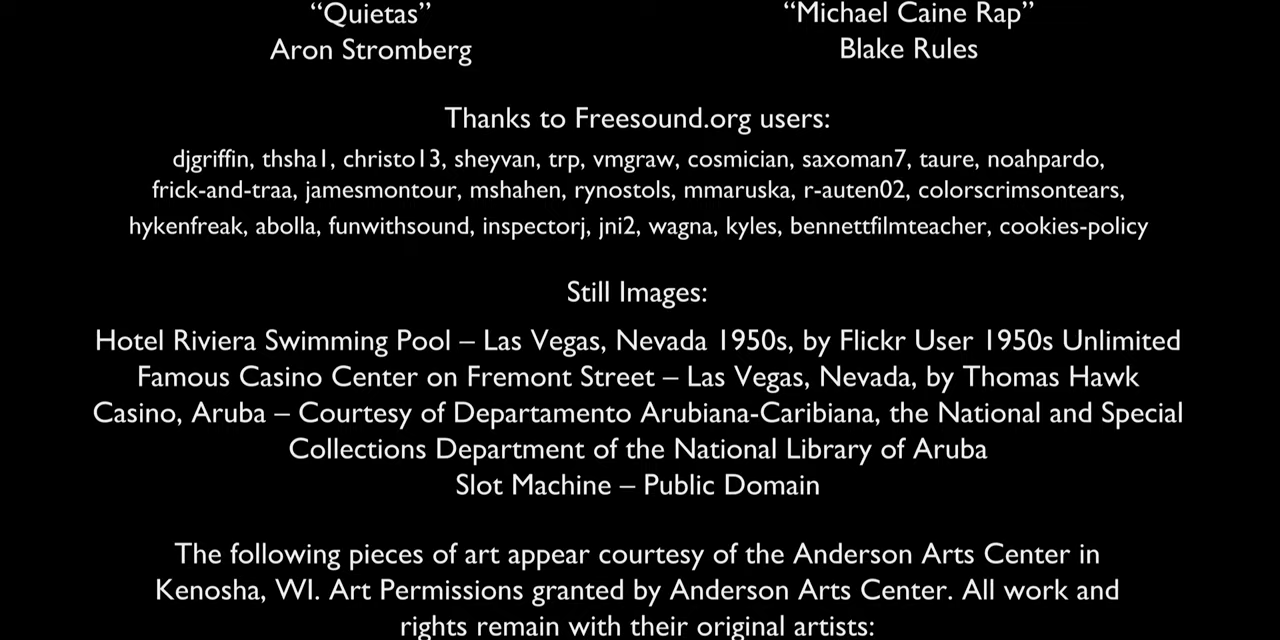 “Quietas” “Michael Caine Rap”
Aron Stromberg Blake Rules
Thanks to Freesound.org users:
djgriffin, thsha1, christo13, sheyvan, trp, vmgraw, cosmician, saxoman7, taure, noahpardo,
frick-and-traa, jamesmontour, mshahen, rynostols, mmaruska, r-auten02, colorscrimsontears,
hykenfreak, abolla, funwithsound, inspectorj, jni2, wagna, kyles, bennettfilmteacher, cookies-policy
Still Images:
Hotel Riviera Swimming Pool – Las Vegas, Nevada 1950s, by Flickr User 1950s Unlimited
Famous Casino Center on Fremont Street – Las Vegas, Nevada, by Thomas Hawk
Casino, Aruba – Courtesy of Departamento Arubiana-Caribiana, the National and Special
Collections Department of the National Library of Aruba
Slot Machine – Public Domain
The following pieces of art appear courtesy of the Anderson Arts Center in
Kenosha, WI. Art Permissions granted by Anderson Arts Center. All work and
rights remain with their original artists: